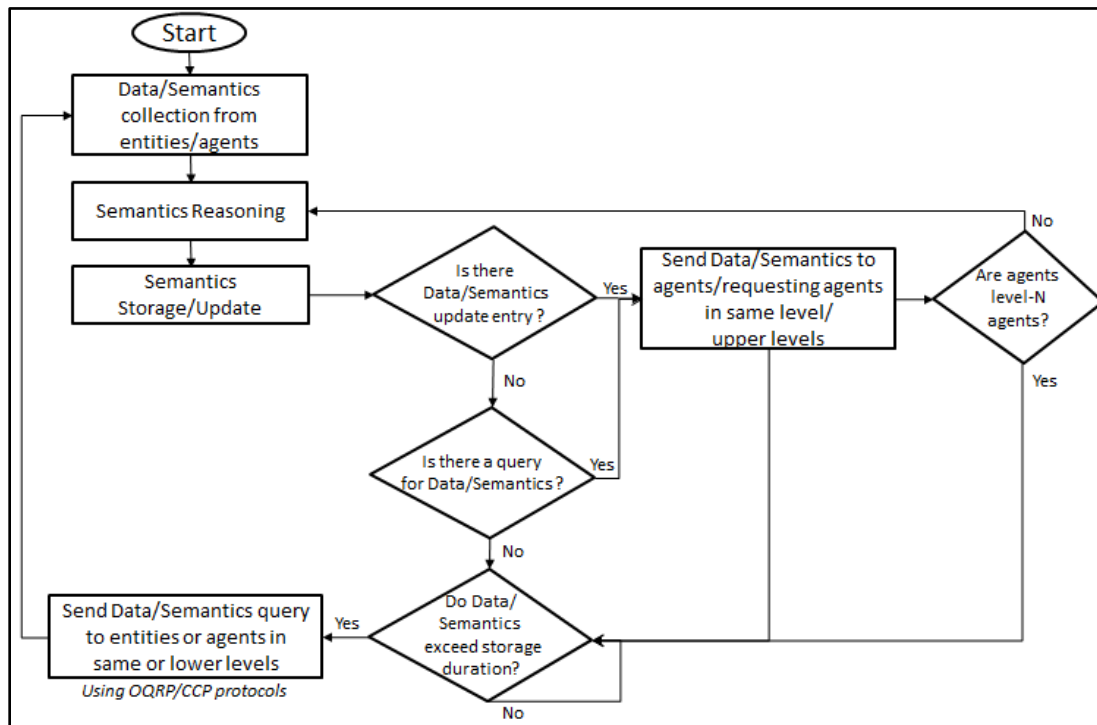 Start
Data/Semantics
collection from
entities/agents
Semantics Reasoning
Semantics
Storage/Update
Is there
Data/Semantics
update entry ?
Yes
No
Send Data/Semantics to
agents/requesting agents
in same level/
upper levels
No
Are agents
level-N
agents?
Yes
Is there a query
for Data/Semantics ?
Yes
No
Do Data/
Semantics
exceed storage
duration?
Yes
No
Send Data/Semantics query
to entities or agents in
same or lower levels
Using OQRP/CCP protocols